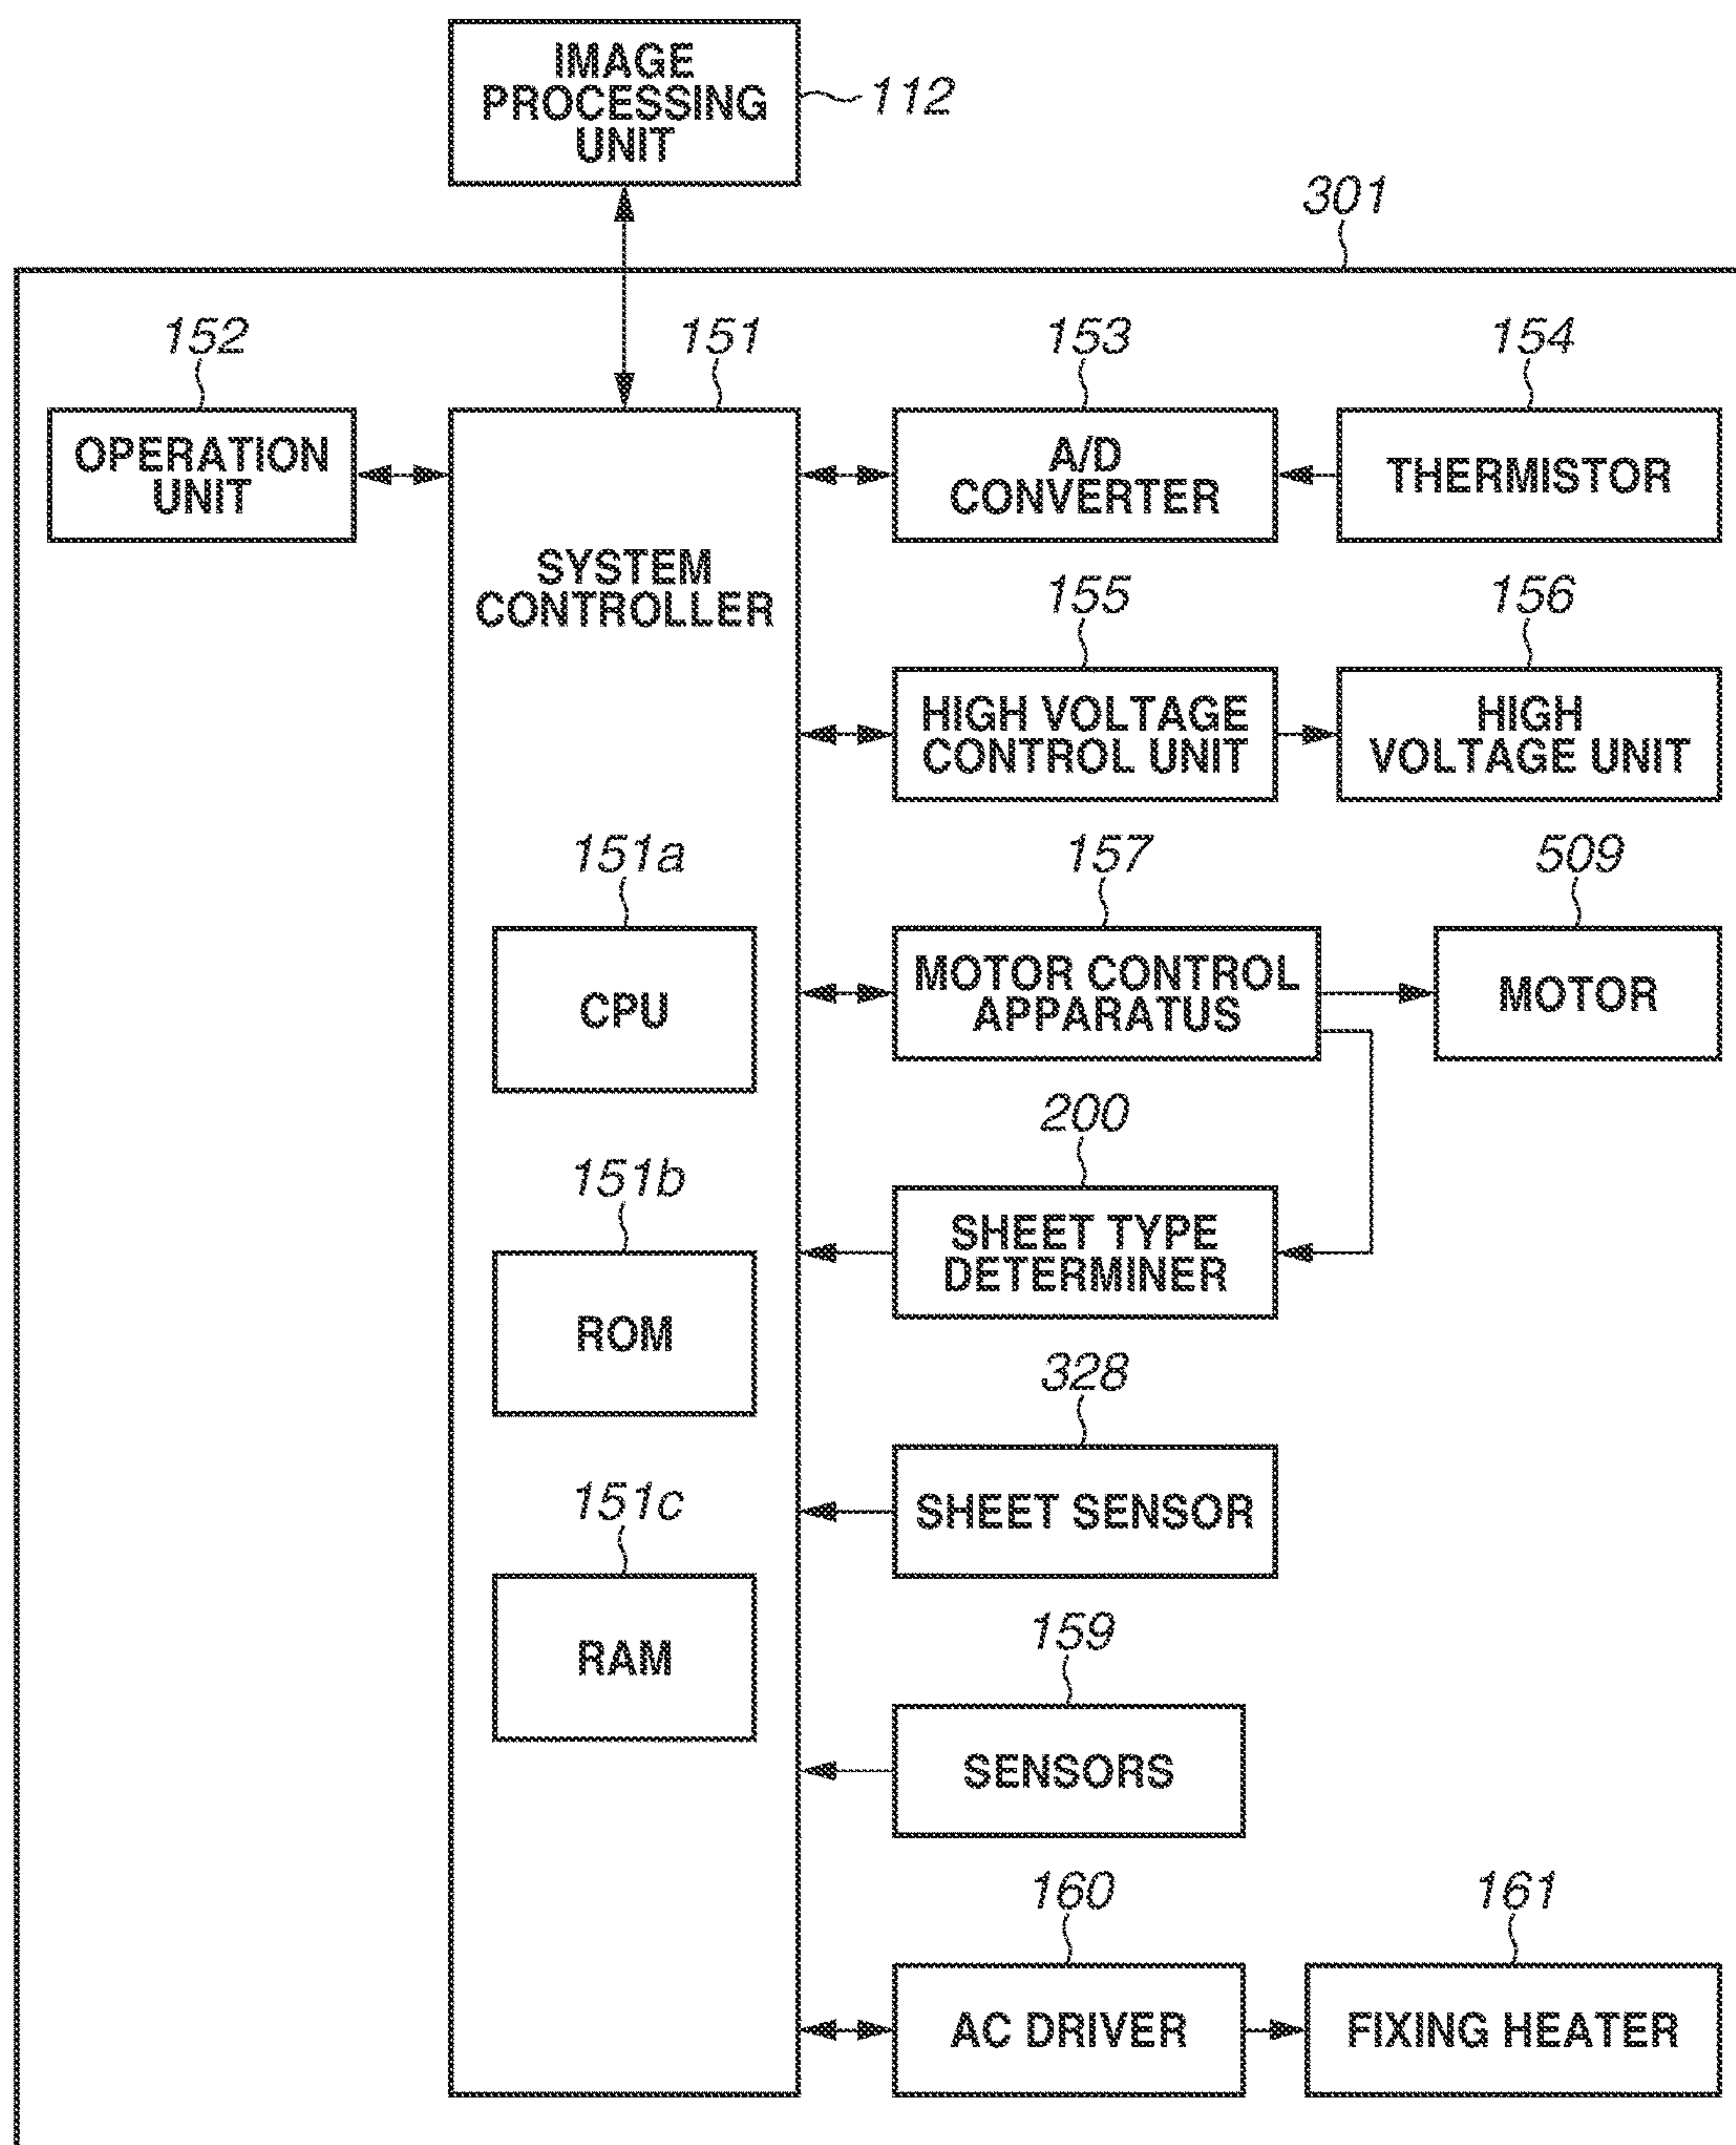 IMAGE
PROCESSING
UNIT
112
301
152
151
153
154
OPERATION
UNIT
A/D
CONVERTER
THERMISTOR
SYSTEM
CONTROLLER
155
156
HIGH VOLTAGE
CONTROL UNIT
HIGH
VOLTAGE UNIT
151a
157
509
CPU
MOTOR CONTROL
APPARATUS
MOTOR
200
151b
SHEET TYPE
DETERMINER
ROM
328
151c
SHEET SENSOR
RAM
159
SENSORS
160
161
AC DRIVER
FIXING HEATER